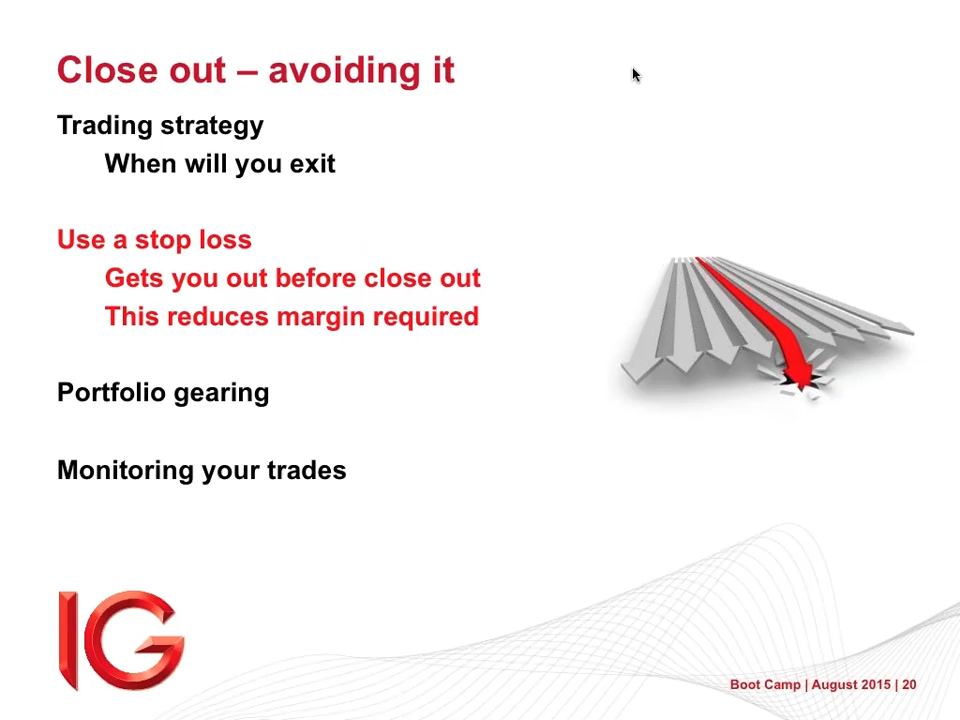 Close out – avoiding it
Trading strategy
When will you exit
Use a stop loss
Gets you out before close out
This reduces margin required
Portfolio gearing
Monitoring your trades
IG
Boot Camp | August 2015 | 20